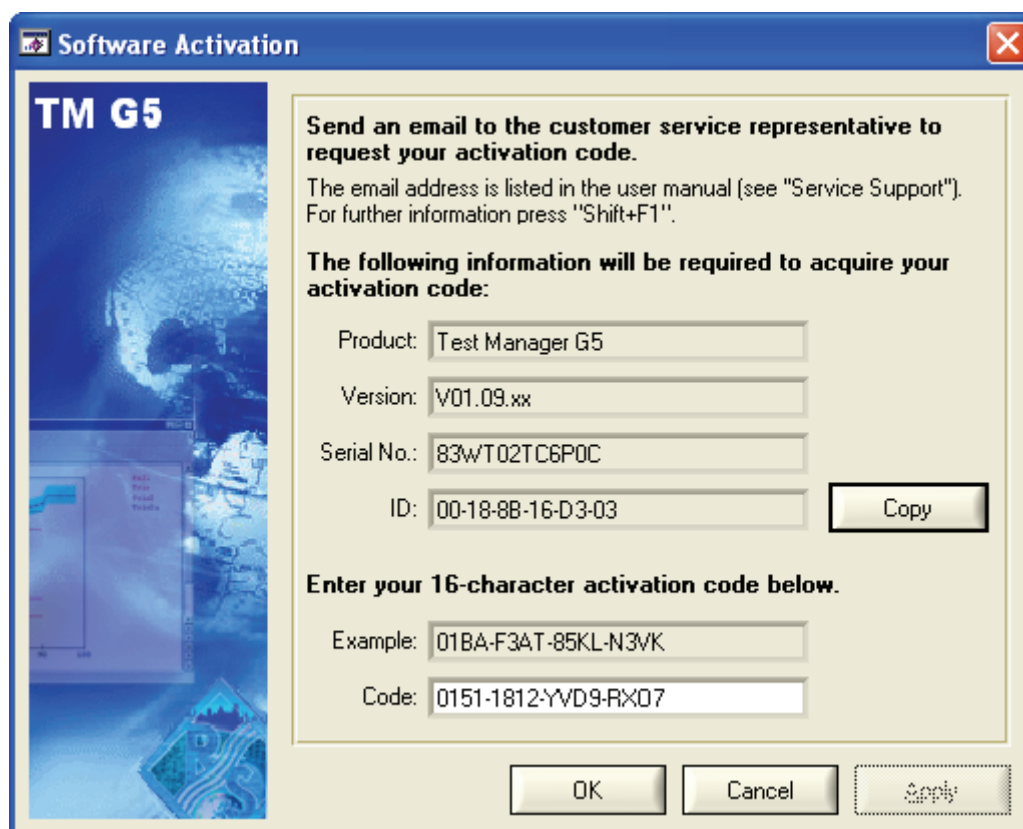 Software Activation
TM G5
Send an email to the customer service representative to
request your activation code.
The email address is listed in the user manual (see "Service Support").
For further information press "Shift+F1".
The following information will be required to acquire your
activation code:
Product: Test Manager G5
Version: V01.09.xx
Serial No.: 83WT02TC6P0C
ID: 00-18-8B-16-D3-03 Copy
Enter your 16-character activation code below.
Example: 01BA-F3AT-85KL-N3VK
Code: 0151-1812-YVD9-RXO7
OK Cancel Apply